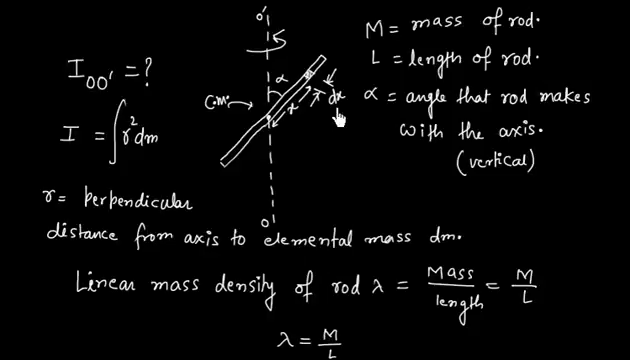 O'
M = mass of rod.
L = length of rod.
α = angle that rod makes
with the axis.
(vertical)
I_OO' = ?
α
C.m.
x
dx
I = ∫ r² dm
O
r = perpendicular
distance from axis to elemental mass dm.
Linear mass density of rod λ = Mass/length = M/L
λ = M/L